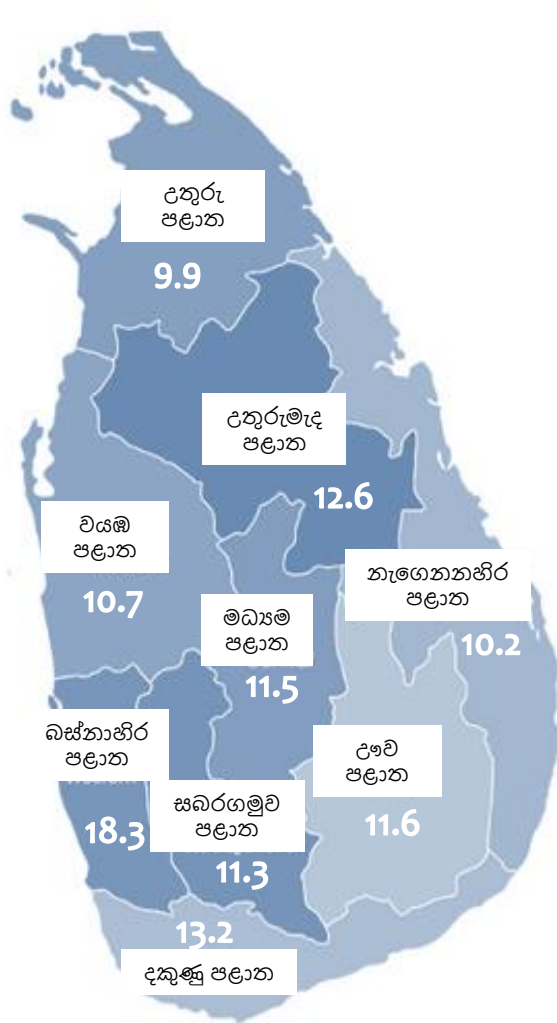 උතුරු
පළාත
9.9
උතුරුමැද
පළාත
12.6
වයඹ
පළාත
10.7
නැගෙනනහිර
පළාත
10.2
මධ්‍යම
පළාත
11.5
බස්නාහිර
පළාත
18.3
ඌව
පළාත
11.6
සබරගමුව
පළාත
11.3
13.2
දකුණු පළාත